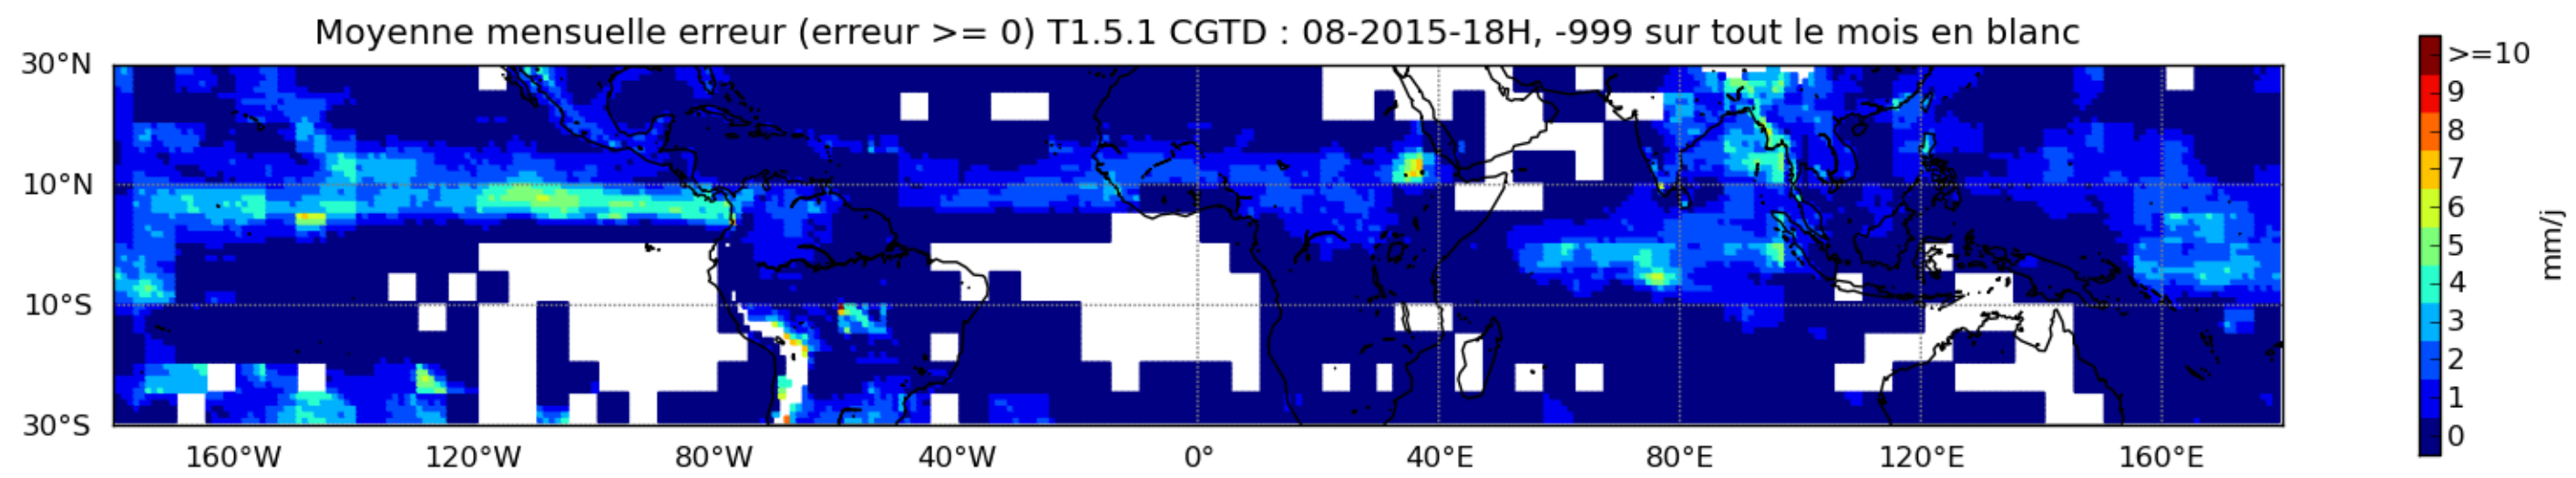 Moyenne mensuelle erreur (erreur >= 0) T1.5.1 CGTD : 08-2015-18H, -999 sur tout le mois en blanc
30°N
10°N
10°S
30°S
160°W 120°W 80°W 40°W 0° 40°E 80°E 120°E 160°E
>=10
9
8
7
6
5
4
3
2
1
0
mm/j